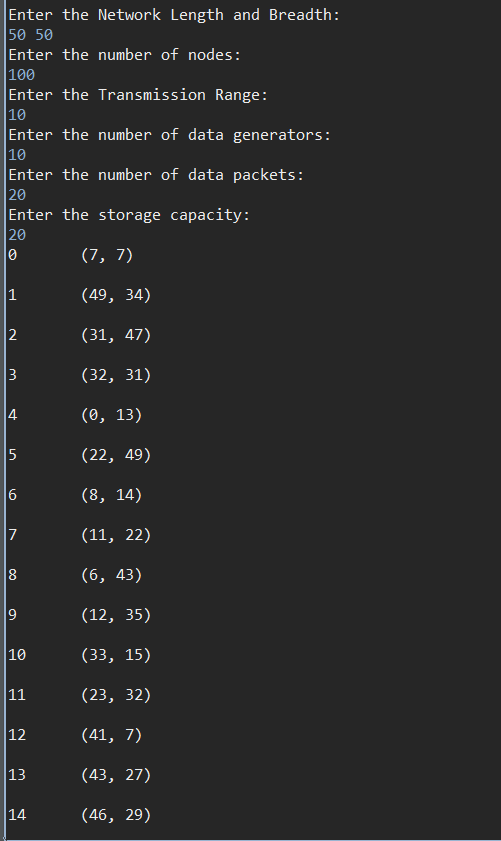 Enter the Network Length and Breadth:
50 50
Enter the number of nodes:
100
Enter the Transmission Range:
10
Enter the number of data generators:
10
Enter the number of data packets:
20
Enter the storage capacity:
20
0 (7, 7)
1 (49, 34)
2 (31, 47)
3 (32, 31)
4 (0, 13)
5 (22, 49)
6 (8, 14)
7 (11, 22)
8 (6, 43)
9 (12, 35)
10 (33, 15)
11 (23, 32)
12 (41, 7)
13 (43, 27)
14 (46, 29)